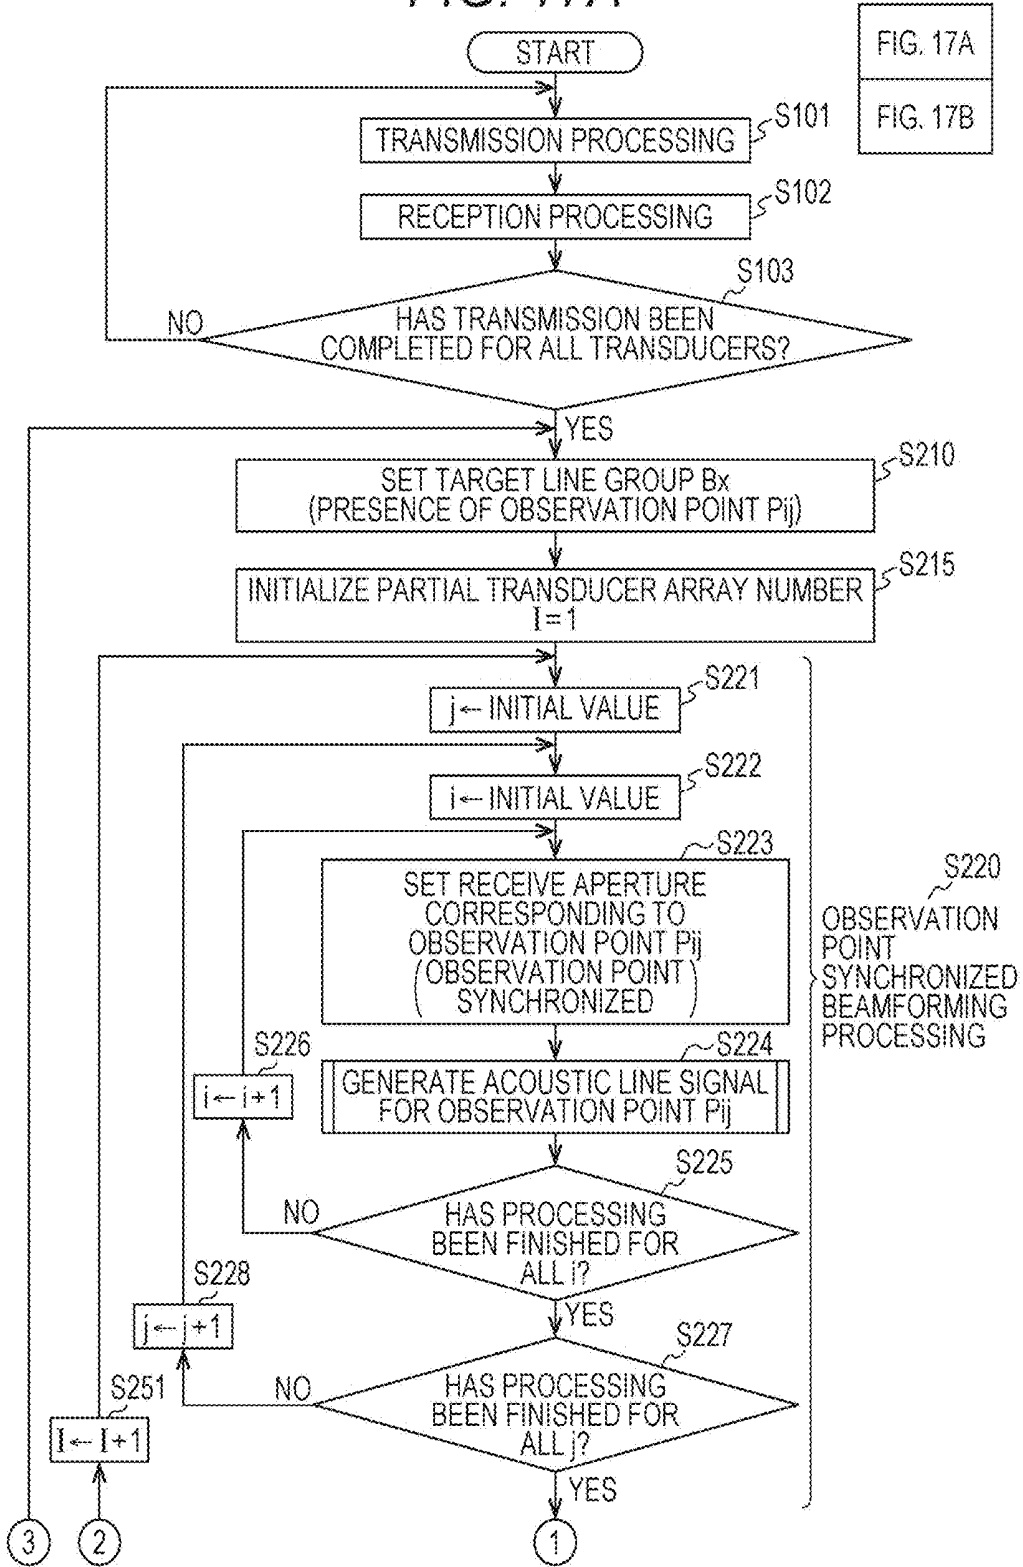 FIG. 17A
START
FIG. 17A
FIG. 17B
S101
TRANSMISSION PROCESSING
S102
RECEPTION PROCESSING
S103
HAS TRANSMISSION BEEN
COMPLETED FOR ALL TRANSDUCERS?
NO
YES
S210
SET TARGET LINE GROUP Bx
(PRESENCE OF OBSERVATION POINT Pij)
S215
INITIALIZE PARTIAL TRANSDUCER ARRAY NUMBER
I = 1
S221
j ← INITIAL VALUE
S222
i ← INITIAL VALUE
S223
SET RECEIVE APERTURE
CORRESPONDING TO
OBSERVATION POINT Pij
(OBSERVATION POINT
SYNCHRONIZED)
S220
OBSERVATION
POINT
SYNCHRONIZED
BEAMFORMING
PROCESSING
S226
i ← i+1
S224
GENERATE ACOUSTIC LINE SIGNAL
FOR OBSERVATION POINT Pij
S225
HAS PROCESSING
BEEN FINISHED FOR
ALL i?
NO
YES
S228
j ← j+1
S227
HAS PROCESSING
BEEN FINISHED FOR
ALL j?
NO
YES
S251
I ← I+1
3
2
1